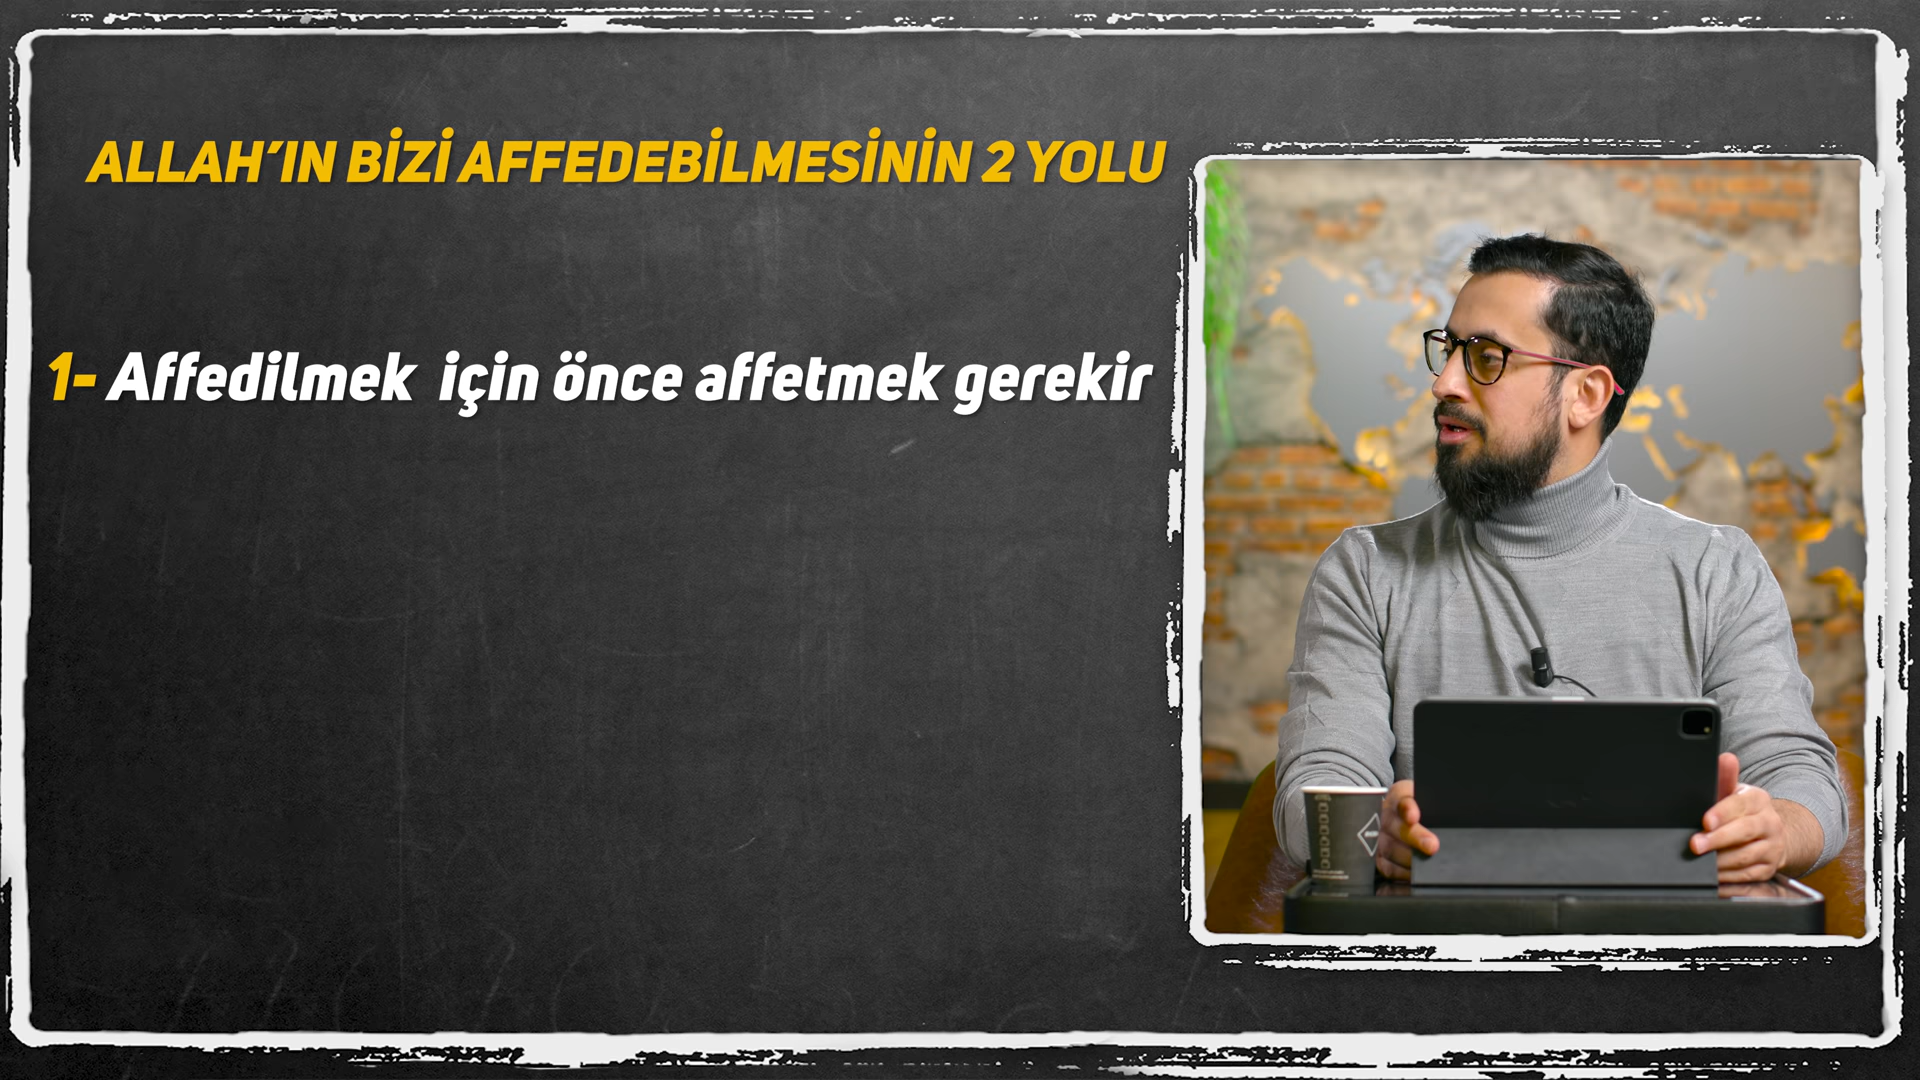 ALLAH'IN BİZİ AFFEDEBİLMESİNİN 2 YOLU
1- Affedilmek için önce affetmek gerekir